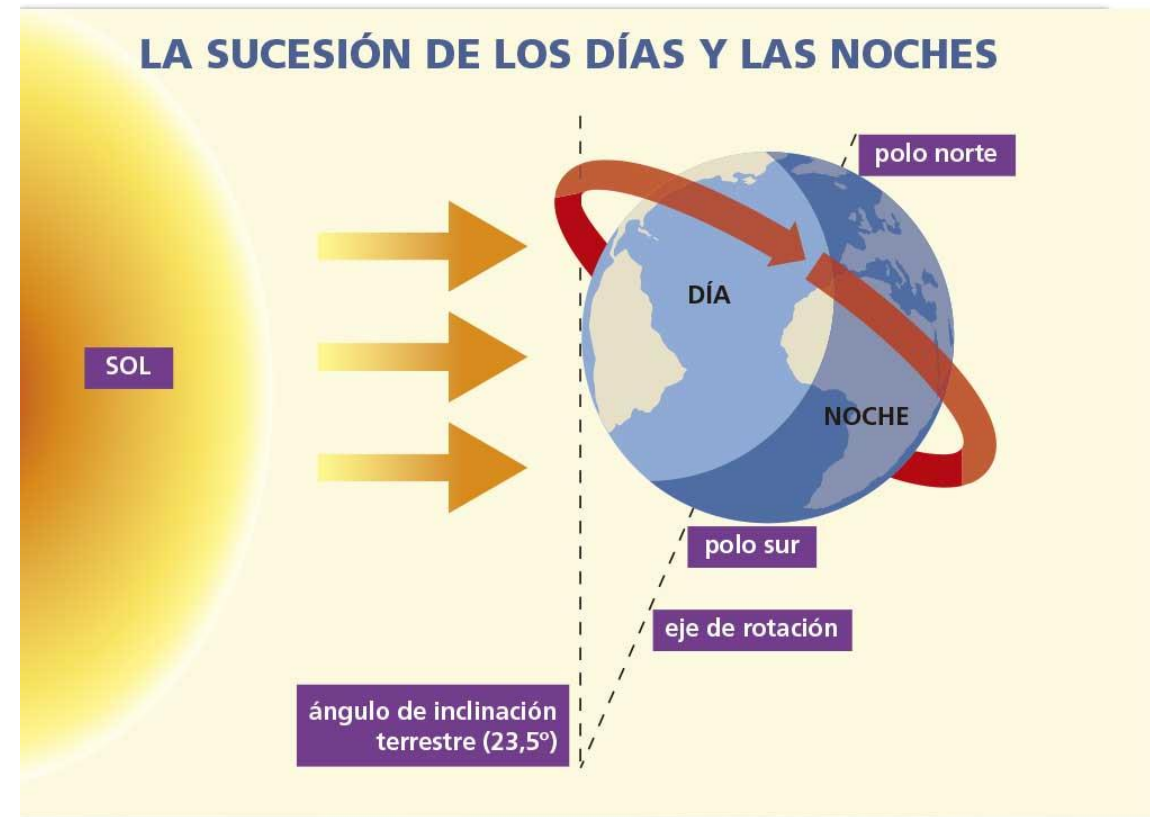 LA SUCESIÓN DE LOS DÍAS Y LAS NOCHES
polo norte
DÍA
SOL
NOCHE
polo sur
eje de rotación
ángulo de inclinación
terrestre (23,5º)